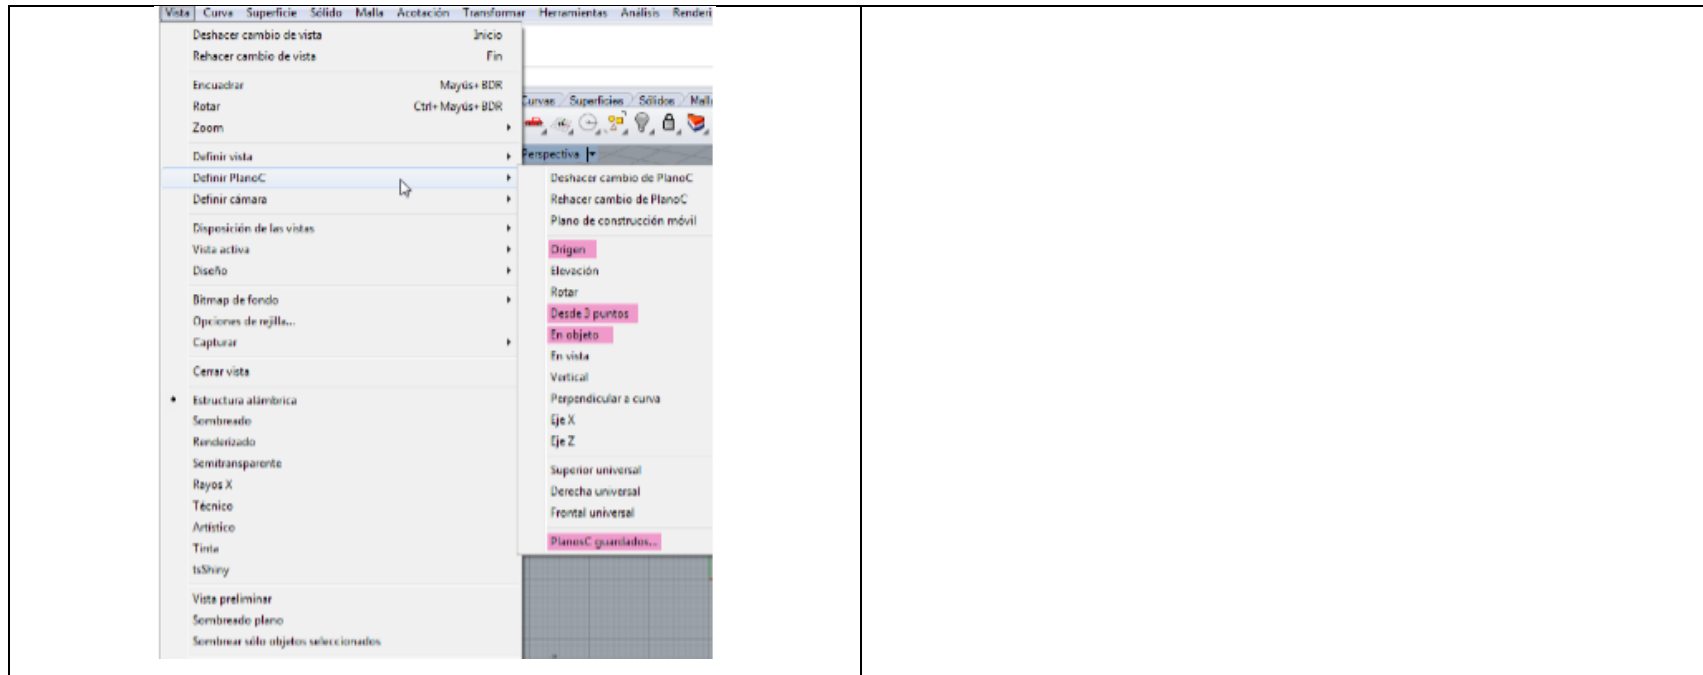 Vista Curva Superficie Sólido Malla Acotación Transformar Herramientas Análisis Renderi
Deshacer cambio de vista Inicio
Rehacer cambio de vista Fin
Encuadrar Mayús+BDR
Rotar Ctrl+Mayús+BDR
Zoom
Definir vista
Definir PlanoC
Definir cámara
Disposición de las vistas
Vista activa
Diseño
Bitmap de fondo
Opciones de rejilla...
Capturar
Cerrar vista
Estructura alámbrica
Sombreado
Renderizado
Semitransparente
Rayos X
Técnico
Artístico
Tinta
tsShiny
Vista preliminar
Sombreado plano
Sombrear sólo objetos seleccionados
Curvas Superficies Sólidos Mall
Perspectiva
Deshacer cambio de PlanoC
Rehacer cambio de PlanoC
Plano de construcción móvil
Origen
Elevación
Rotar
Desde 3 puntos
En objeto
En vista
Vertical
Perpendicular a curva
Eje X
Eje Z
Superior universal
Derecha universal
Frontal universal
PlanosC guardados...